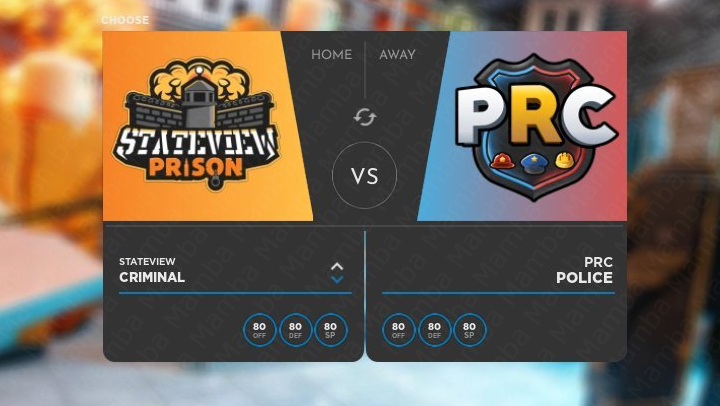 CHOOSE
HOME AWAY
STATEVIEW
PRISON
PRC
VS
STATEVIEW
CRIMINAL
PRC
POLICE
80 OFF 80 DEF 80 SP
80 OFF 80 DEF 80 SP
Mamba